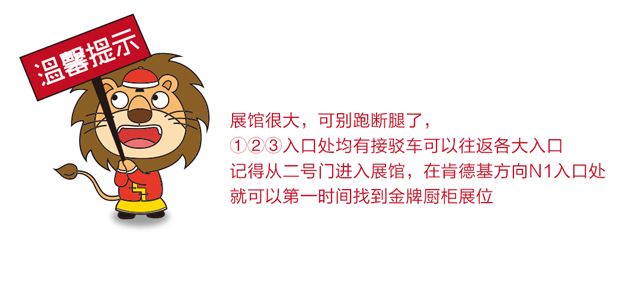 温馨提示
展馆很大，可别跑断腿了，
①②③入口处均有接驳车可以往返各大入口
记得从二号门进入展馆，在肯德基方向N1入口处
就可以第一时间找到金牌厨柜展位